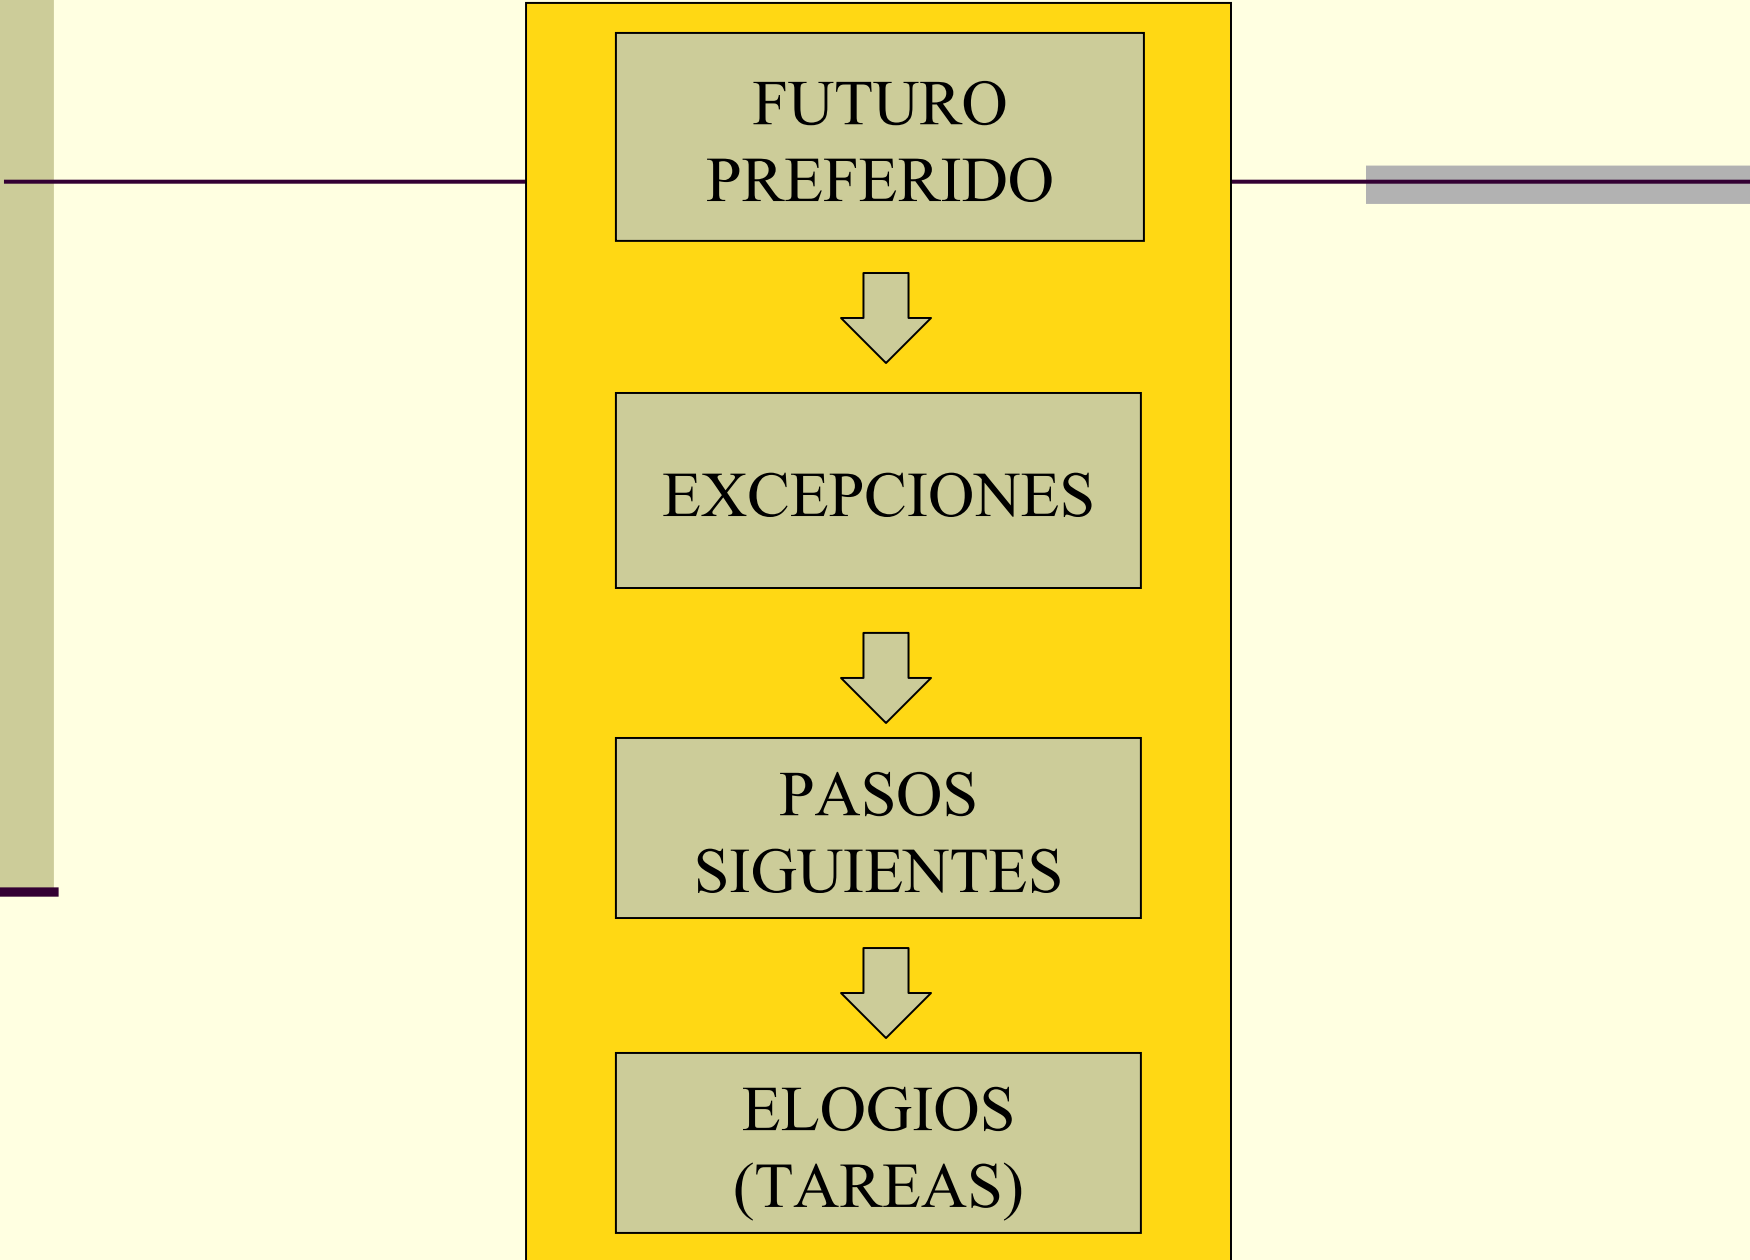 FUTURO
PREFERIDO
EXCEPCIONES
PASOS
SIGUIENTES
ELOGIOS
(TAREAS)